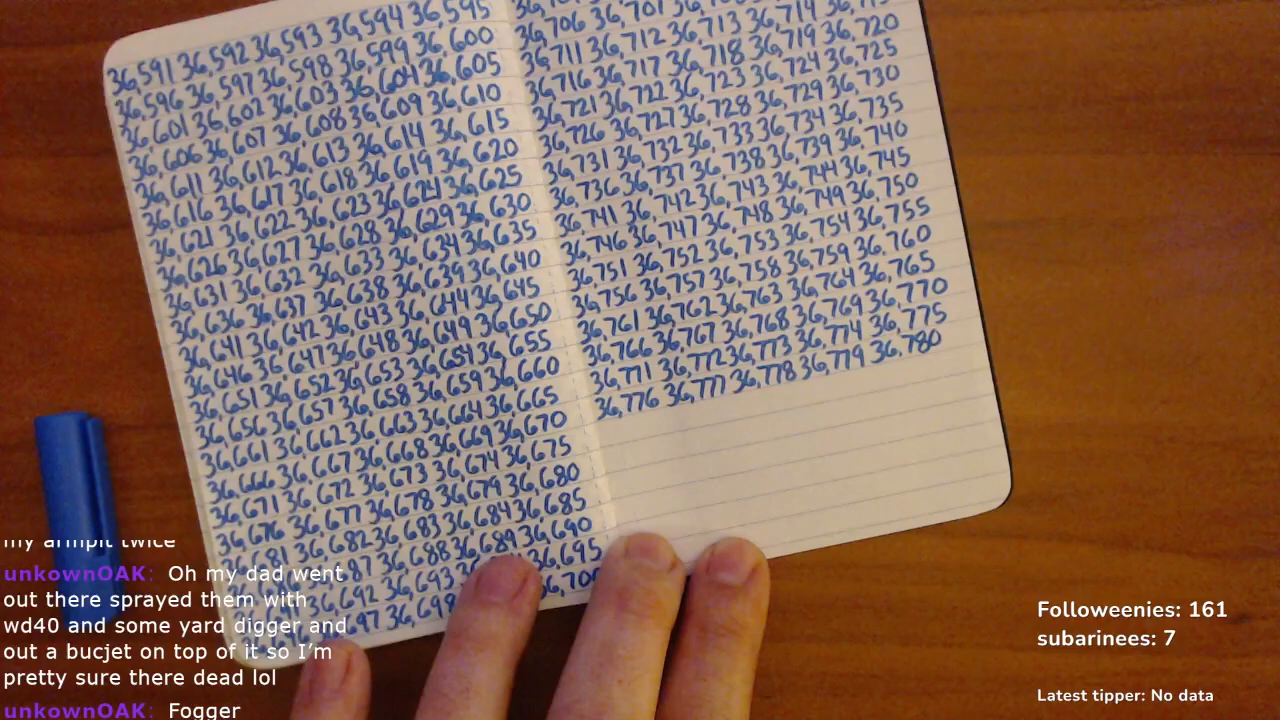 36,591 36,592 36,593 36,594 36,595
36,596 36,597 36,598 36,599 36,600
36,601 36,602 36,603 36,604 36,605
36,606 36,607 36,608 36,609 36,610
36,611 36,612 36,613 36,614 36,615
36,616 36,617 36,618 36,619 36,620
36,621 36,622 36,623 36,624 36,625
36,626 36,627 36,628 36,629 36,630
36,631 36,632 36,633 36,634 36,635
36,636 36,637 36,638 36,639 36,640
36,641 36,642 36,643 36,644 36,645
36,646 36,647 36,648 36,649 36,650
36,651 36,652 36,653 36,654 36,655
36,656 36,657 36,658 36,659 36,660
36,661 36,662 36,663 36,664 36,665
36,666 36,667 36,668 36,669 36,670
36,671 36,672 36,673 36,674 36,675
36,676 36,677 36,678 36,679 36,680
36,682 36,683 36,684 36,685
36,688 36,689 36,690
36,692 36,693 36,695
36,698
36,706 36,707
36,711 36,712 36,713 36,714
36,716 36,717 36,718 36,719 36,720
36,721 36,722 36,723 36,724 36,725
36,726 36,727 36,728 36,729 36,730
36,731 36,732 36,733 36,734 36,735
36,736 36,737 36,738 36,739 36,740
36,741 36,742 36,743 36,744 36,745
36,746 36,747 36,748 36,749 36,750
36,751 36,752 36,753 36,754 36,755
36,756 36,757 36,758 36,759 36,760
36,761 36,762 36,763 36,764 36,765
36,766 36,767 36,768 36,769 36,770
36,771 36,772 36,773 36,774 36,775
36,776 36,777 36,778 36,779 36,780
my armpit twice
unkownOAK: Oh my dad went
out there sprayed them with
wd40 and some yard digger and
out a bucjet on top of it so I'm
pretty sure there dead lol
unkownOAK: Fogger
Followeenies: 161
subarinees: 7
Latest tipper: No data